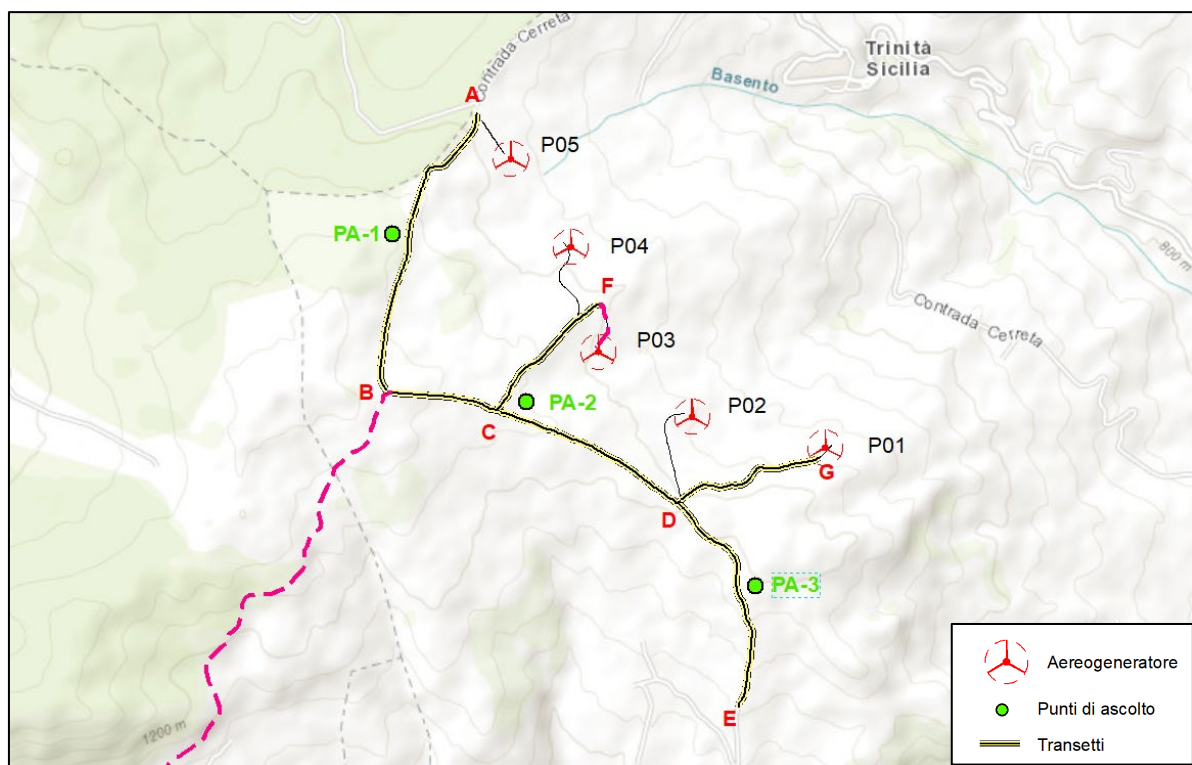 Contrada Cerreta
Trinità
Sicilia
Basento
A
P05
PA-1
P04
800 m
F
Contrada Cerreta
P03
B
PA-2
C
P02
P01
G
D
PA-3
E
1200 m
Aereogeneratore
Punti di ascolto
Transetti